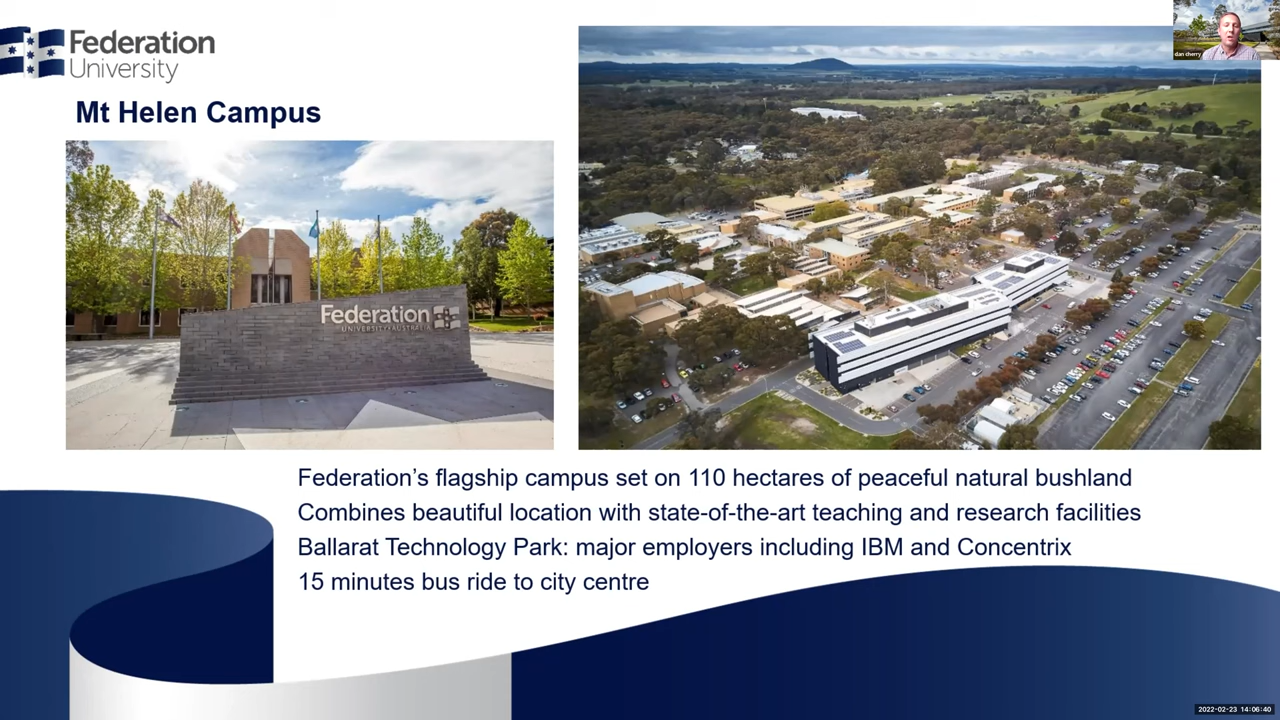 Federation
University
dan cherry
Mt Helen Campus
Federation
UNIVERSITY AUSTRALIA
Federation's flagship campus set on 110 hectares of peaceful natural bushland
Combines beautiful location with state-of-the-art teaching and research facilities
Ballarat Technology Park: major employers including IBM and Concentrix
15 minutes bus ride to city centre
2022-02-23 14:06:40